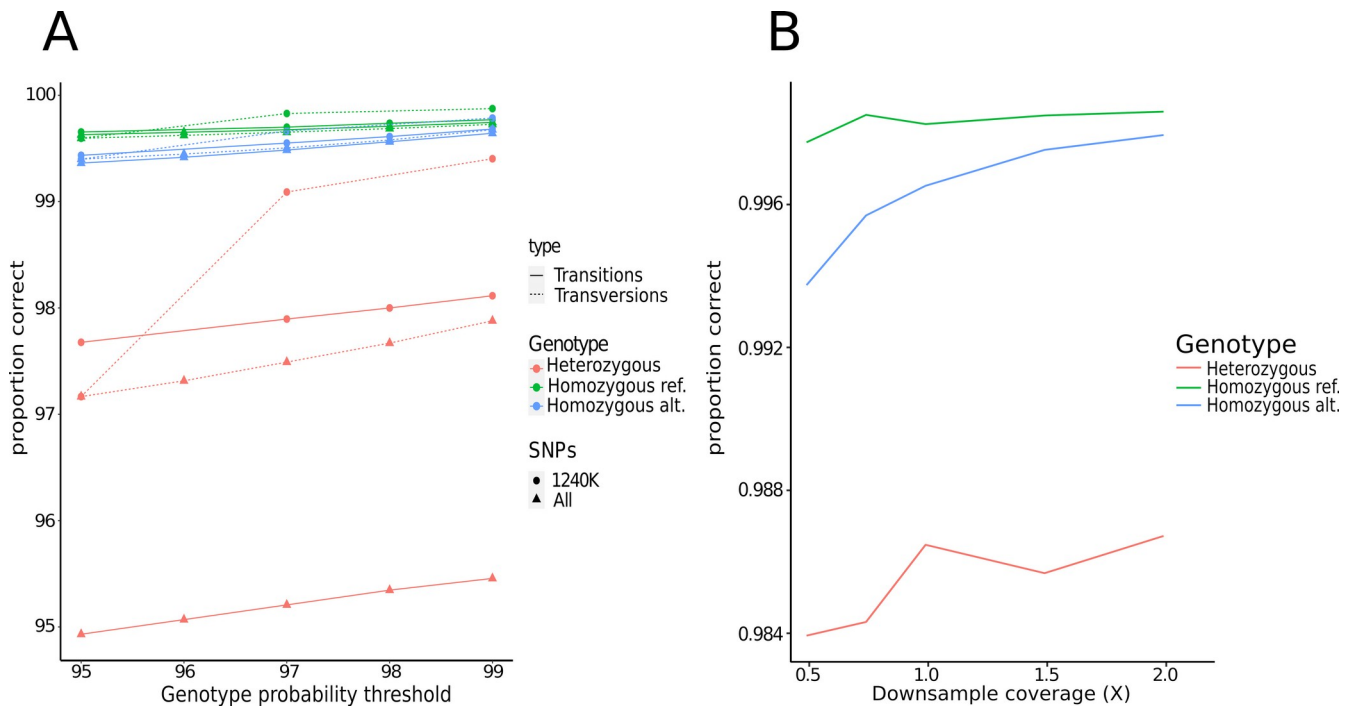 A
proportion correct
100
99
98
97
96
95
95 96 97 98 99
Genotype probability threshold
type
Transitions
Transversions
Genotype
Heterozygous
Homozygous ref.
Homozygous alt.
SNPs
1240K
All
B
proportion correct
0.996
0.992
0.988
0.984
0.5 1.0 1.5 2.0
Downsample coverage (X)
Genotype
Heterozygous
Homozygous ref.
Homozygous alt.